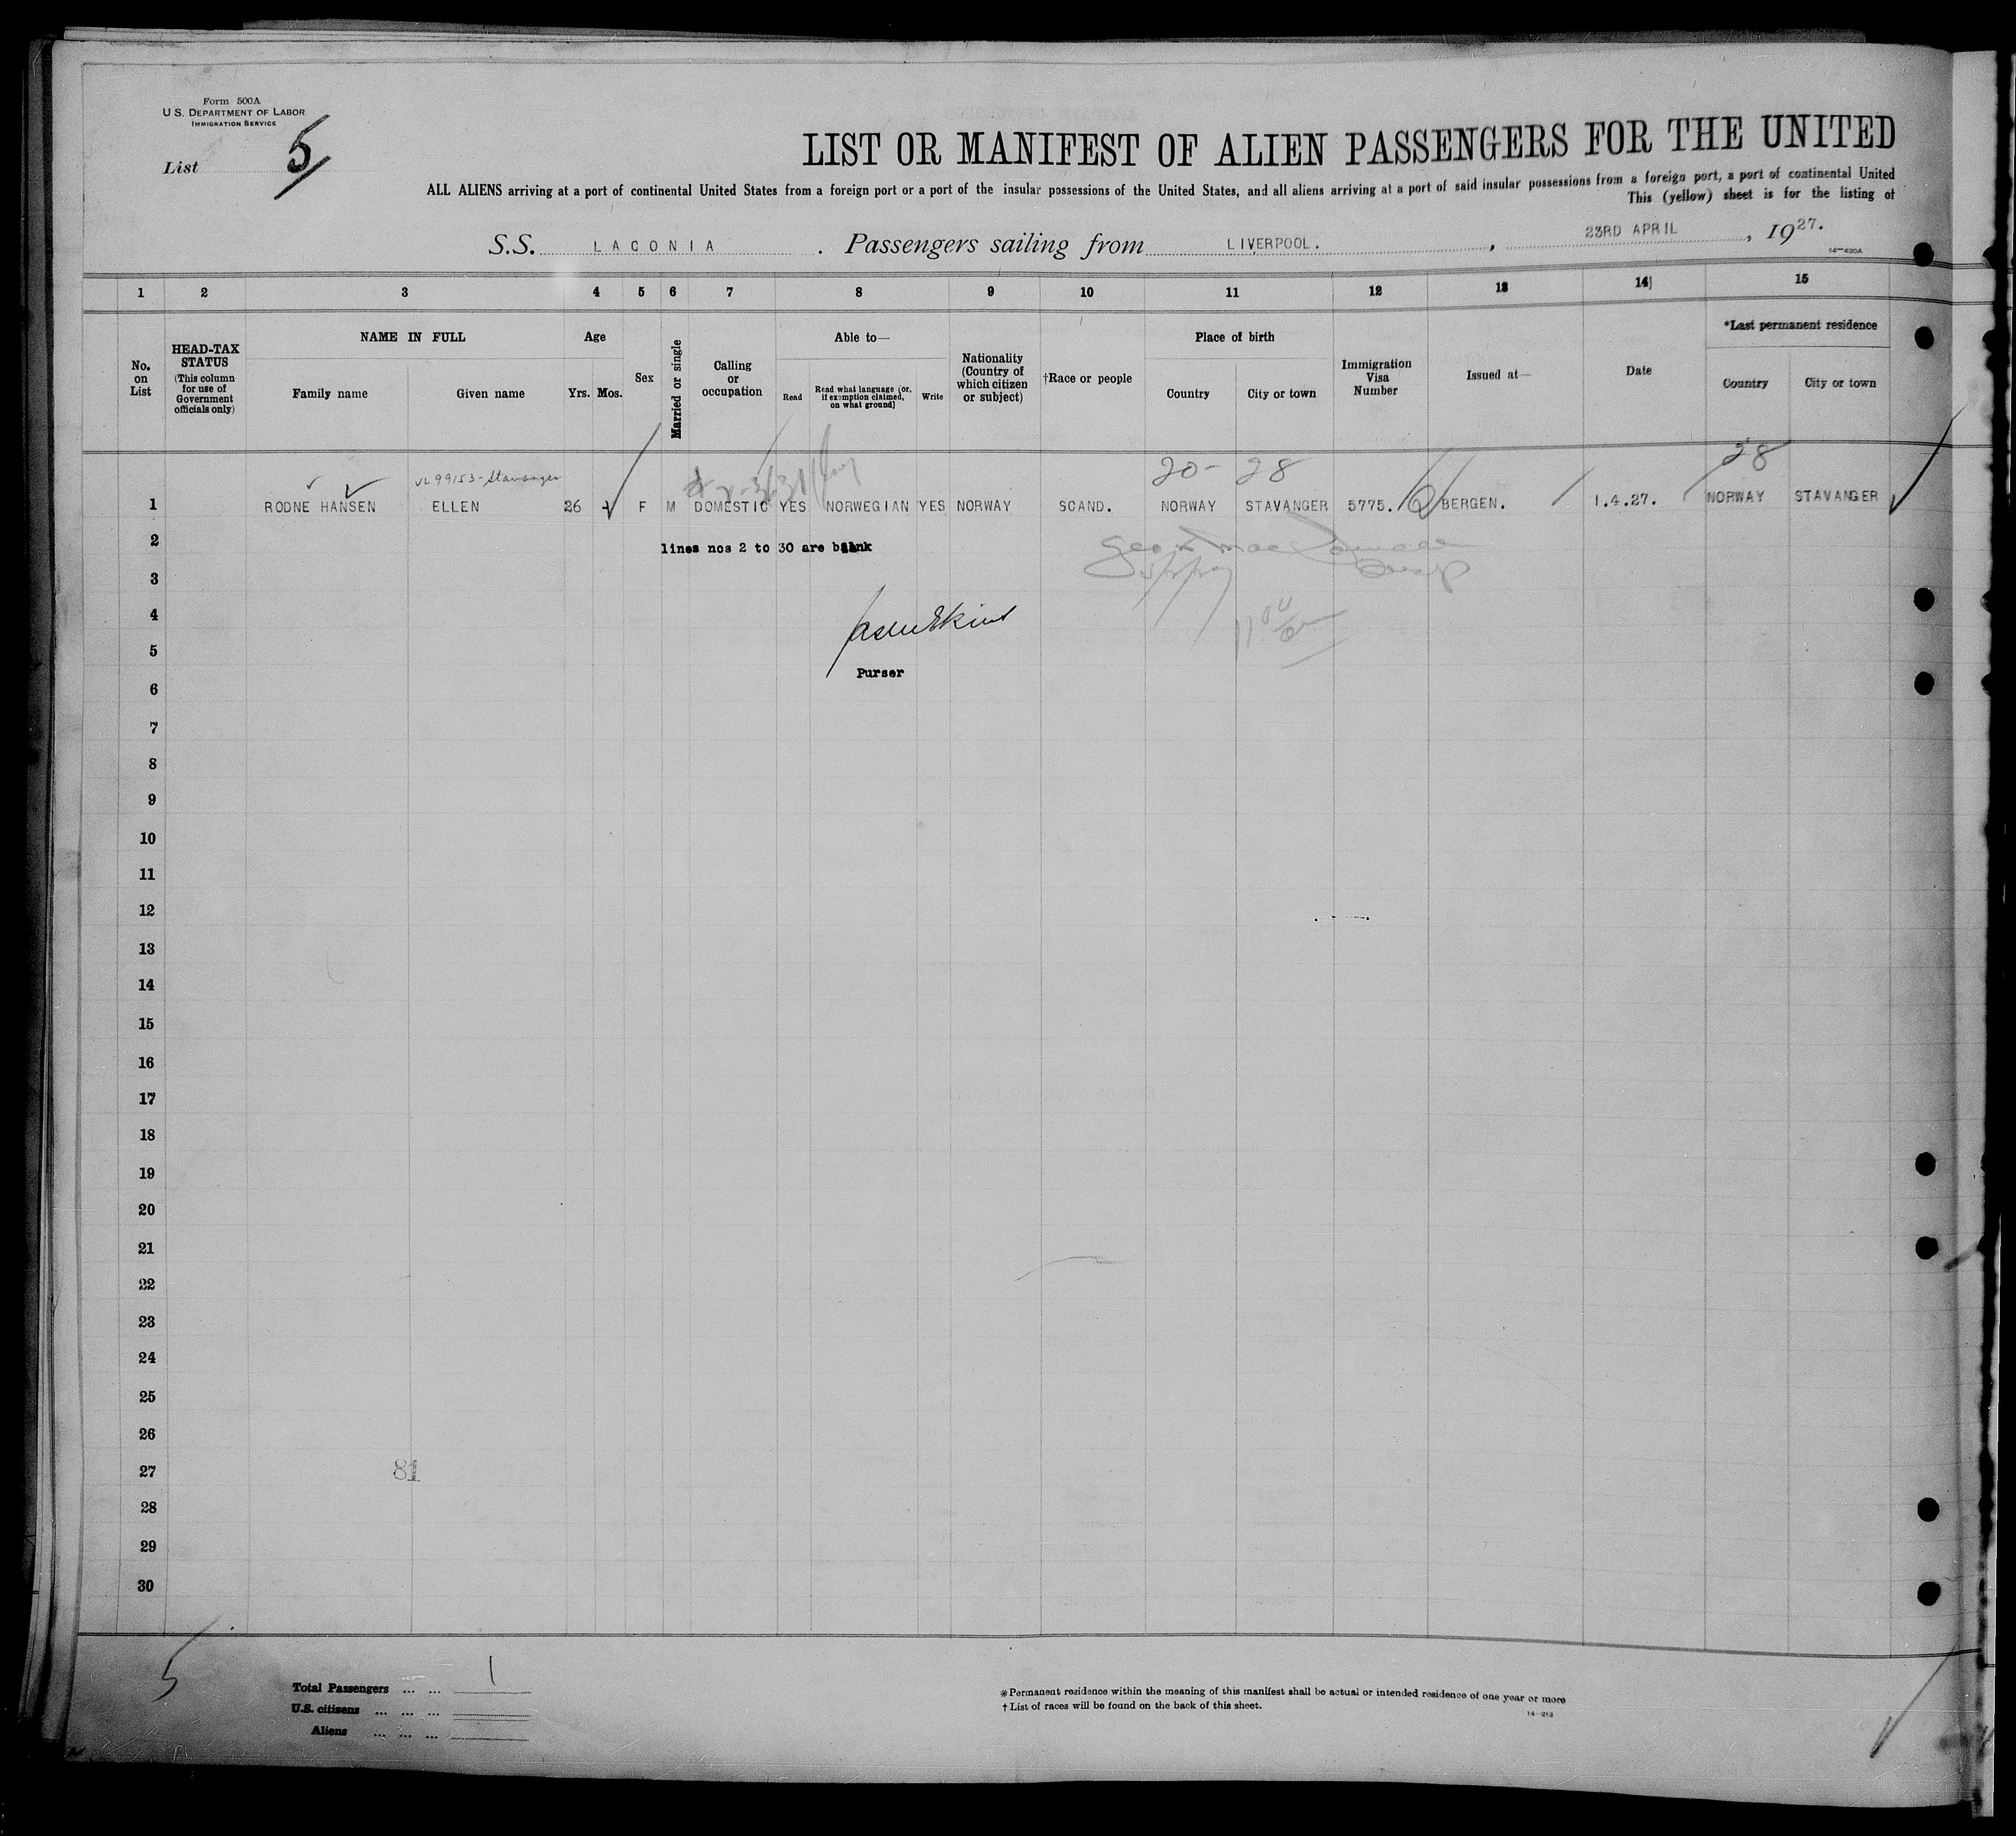 Form 500A
U. S. DEPARTMENT OF LABOR
IMMIGRATION SERVICE
List 5
LIST OR MANIFEST OF ALIEN PASSENGERS FOR THE UNITED
ALL ALIENS arriving at a port of continental United States from a foreign port or a port of the insular possessions of the United States, and all aliens arriving at a port of said insular possessions from a foreign port, a port of continental United
This (yellow) sheet is for the listing of
S.S. LACONIA . Passengers sailing from LIVERPOOL. , 23RD APRIL , 1927.
14—430A
1 2 3 4 5 6 7 8 9 10 11 12 13 14 15
No. on List
HEAD-TAX STATUS (This column for use of Government officials only)
NAME IN FULL
Family name Given name
Age
Yrs. Mos.
Sex
Married or single
Calling or occupation
Able to—
Read Read what language [or, if exemption claimed, on what ground] Write
Nationality (Country of which citizen or subject)
†Race or people
Place of birth
Country City or town
Immigration Visa Number
Issued at—
Date
*Last permanent residence
Country City or town
VL 99153-Stavanger
20- 28 28
1 RODNE HANSEN ELLEN 26 F M DOMESTIC YES NORWEGIAN YES NORWAY SCAND. NORWAY STAVANGER 5775. BERGEN. 1.4.27. NORWAY STAVANGER
2 lines nos 2 to 30 are blank
3
4
5
Purser
6
7
8
9
10
11
12
13
14
15
16
17
18
19
20
21
22
23
24
25
26
27 81
28
29
30
5
Total Passengers ... ... 1
U.S. citizens ... ... ...
Aliens ... ... ...
*Permanent residence within the meaning of this manifest shall be actual or intended residence of one year or more
†List of races will be found on the back of this sheet.
14—213